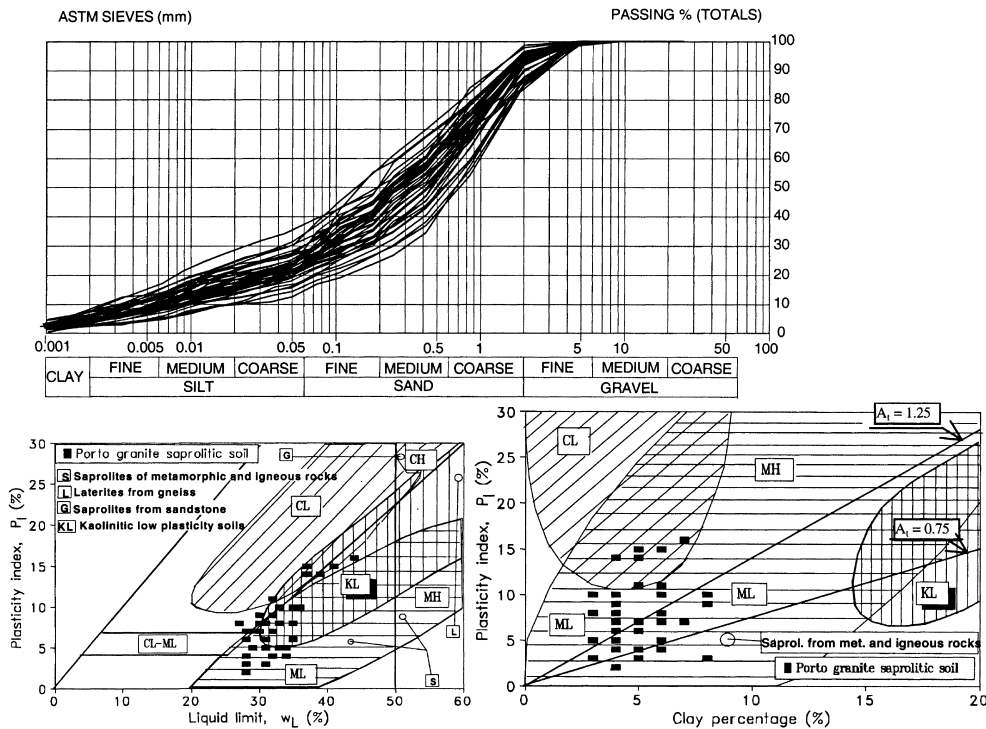 ASTM SIEVES (mm) PASSING % (TOTALS)
100
90
80
70
60
50
40
30
20
10
0
0.001 0.005 0.01 0.05 0.1 0.5 1 5 10 50 100
CLAY FINE MEDIUM COARSE FINE MEDIUM COARSE FINE MEDIUM COARSE
SILT SAND GRAVEL
30
25
20
15
10
5
0
Plasticity index, PI (%)
Porto granite saprolitic soil
S Saprolites of metamorphic and igneous rocks
L Laterites from gneiss
G Saprolites from sandstone
KL Kaolinitic low plasticity soils
G
CH
CL
KL
MH
CL-ML
ML
L
S
0 10 20 30 40 50 60
Liquid limit, wL (%)
At = 1.25
30
25
20
15
10
5
0
Plasticity index, PI (%)
CL
MH
At = 0.75
ML
KL
ML
Saprol. from met. and igneous rocks
Porto granite saprolitic soil
0 5 10 15 20
Clay percentage (%)